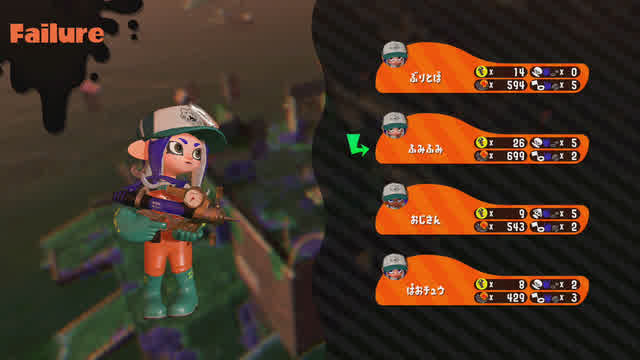 Failure
ぷりとぱ
x 14 x 0
x 594 x 5
ふみふみ
x 26 x 5
x 699 x 2
おじさん
x 9 x 5
x 543 x 2
ぱおチュウ
x 8 x 2
x 429 x 3